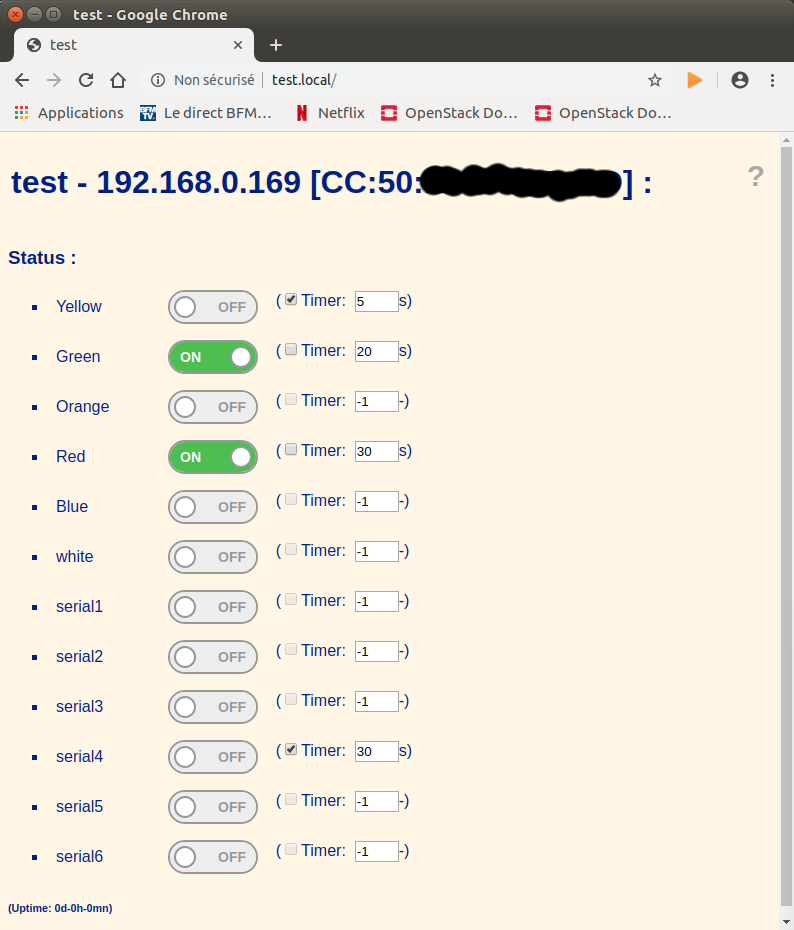 test - Google Chrome
test
Non sécurisé | test.local/
Applications BFM TV Le direct BFM... Netflix OpenStack Do... OpenStack Do...
test - 192.168.0.169 [CC:50: ] :
?
Status :
Yellow OFF ( Timer: 5 s)
Green ON ( Timer: 20 s)
Orange OFF ( Timer: -1 -)
Red ON ( Timer: 30 s)
Blue OFF ( Timer: -1 -)
white OFF ( Timer: -1 -)
serial1 OFF ( Timer: -1 -)
serial2 OFF ( Timer: -1 -)
serial3 OFF ( Timer: -1 -)
serial4 OFF ( Timer: 30 s)
serial5 OFF ( Timer: -1 -)
serial6 OFF ( Timer: -1 -)
(Uptime: 0d-0h-0mn)